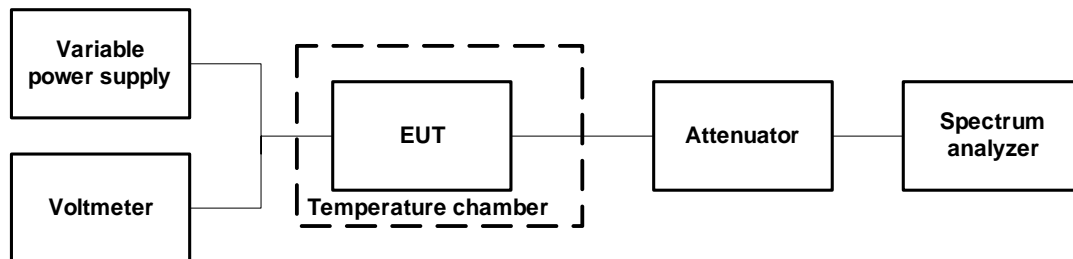 Variable
power supply
Voltmeter
EUT
Temperature chamber
Attenuator
Spectrum
analyzer